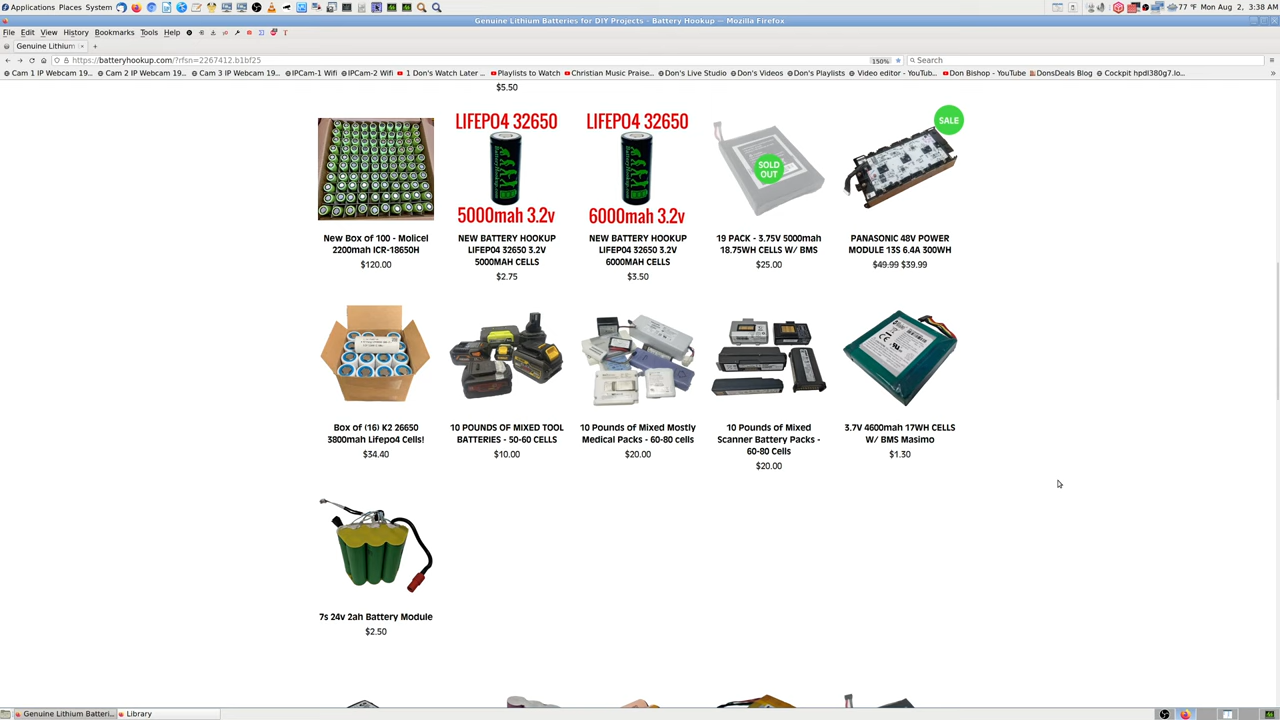 Applications Places System
77 °F Mon Aug 2, 3:38 AM
Genuine Lithium Batteries for DIY Projects - Battery Hookup — Mozilla Firefox
File Edit View History Bookmarks Tools Help
Genuine Lithium
https://batteryhookup.com/?rfsn=2267412.b1bf25
150%
Search
Cam 1 IP Webcam 19... Cam 2 IP Webcam 19... Cam 3 IP Webcam 19... IPCam-1 Wifi IPCam-2 Wifi 1 Don's Watch Later ... Playlists to Watch Christian Music Praise... Don's Live Studio Don's Videos Don's Playlists Video editor - YouTub... Don Bishop - YouTube DonsDeals Blog Cockpit hpdl380g7.lo...
$5.50
LIFEPO4 32650
5000mah 3.2v
LIFEPO4 32650
6000mah 3.2v
SOLD
OUT
SALE
New Box of 100 - Molicel
2200mah ICR-18650H
$120.00
NEW BATTERY HOOKUP
LIFEPO4 32650 3.2V
5000MAH CELLS
$2.75
NEW BATTERY HOOKUP
LIFEPO4 32650 3.2V
6000MAH CELLS
$3.50
19 PACK - 3.75V 5000mah
18.75WH CELLS W/ BMS
$25.00
PANASONIC 48V POWER
MODULE 13S 6.4A 300WH
$49.99 $39.99
Box of (16) K2 26650
3800mah Lifepo4 Cells!
$34.40
10 POUNDS OF MIXED TOOL
BATTERIES - 50-60 CELLS
$10.00
10 Pounds of Mixed Mostly
Medical Packs - 60-80 cells
$20.00
10 Pounds of Mixed
Scanner Battery Packs -
60-80 Cells
$20.00
3.7V 4600mah 17WH CELLS
W/ BMS Masimo
$1.30
7s 24v 2ah Battery Module
$2.50
Genuine Lithium Batteri...
Library